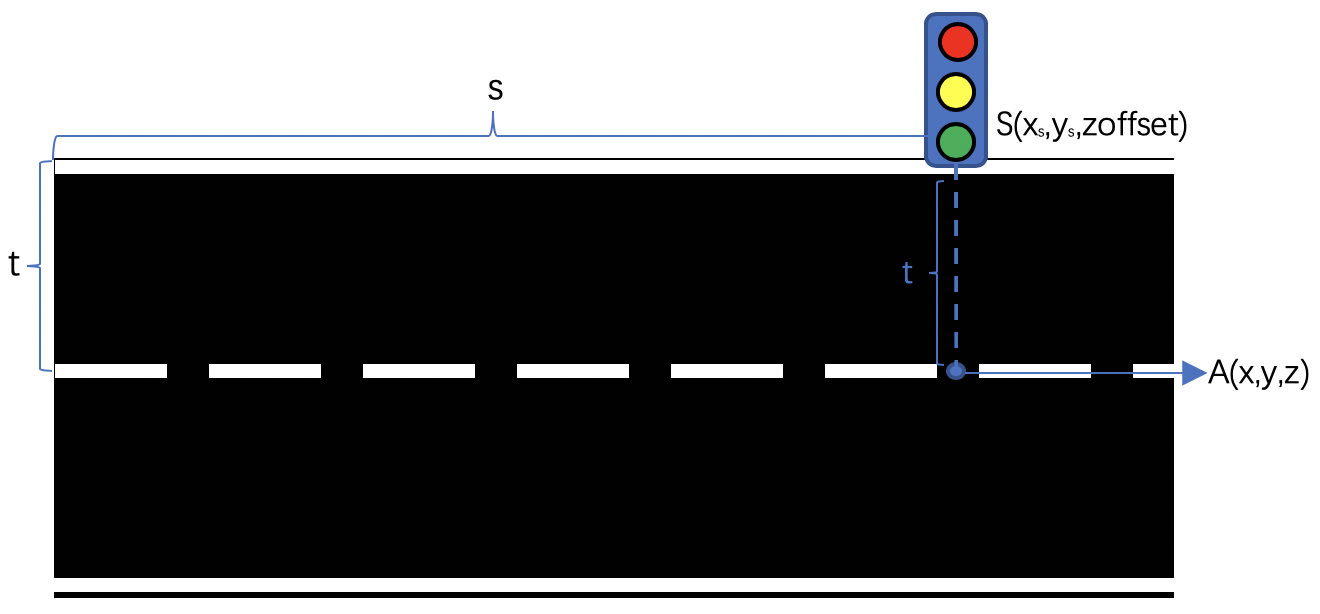 s
S(xₛ,yₛ,zoffset)
t
t
A(x,y,z)